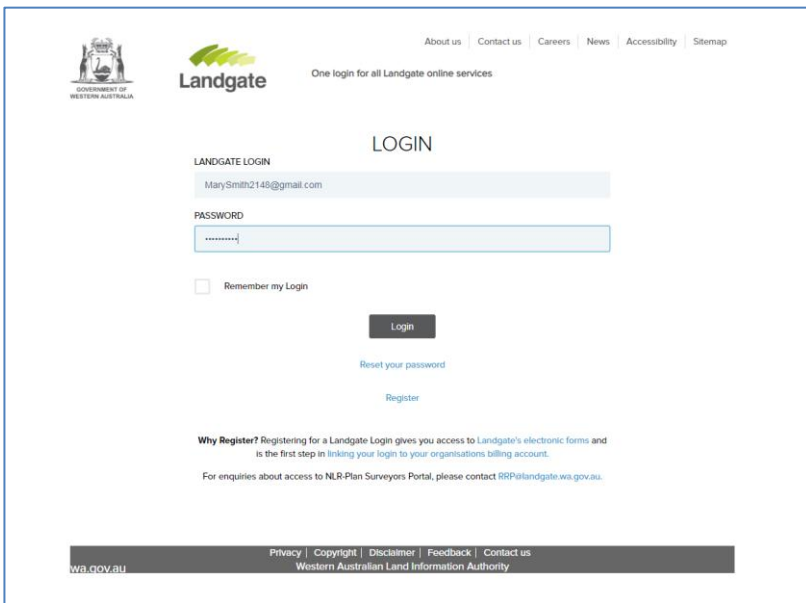 About us | Contact us | Careers | News | Accessibility | Sitemap
GOVERNMENT OF
WESTERN AUSTRALIA
Landgate
One login for all Landgate online services
LOGIN
LANDGATE LOGIN
MarySmith2148@gmail.com
PASSWORD
••••••••••
Remember my Login
Login
Reset your password
Register
Why Register? Registering for a Landgate Login gives you access to Landgate's electronic forms and
is the first step in linking your login to your organisations billing account.
For enquiries about access to NLR-Plan Surveyors Portal, please contact RRP@landgate.wa.gov.au.
Privacy | Copyright | Disclaimer | Feedback | Contact us
wa.gov.au
Western Australian Land Information Authority